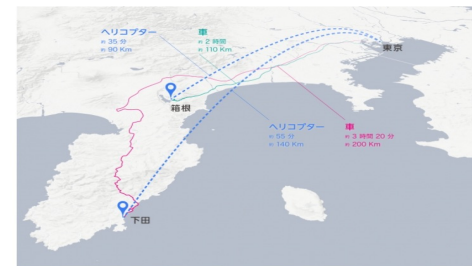 ヘリコプター
約 35 分
約 90 Km
車
約 2 時間
約 110 Km
東京
箱根
ヘリコプター
約 55 分
約 140 Km
車
約 3 時間 20 分
約 200 Km
下田